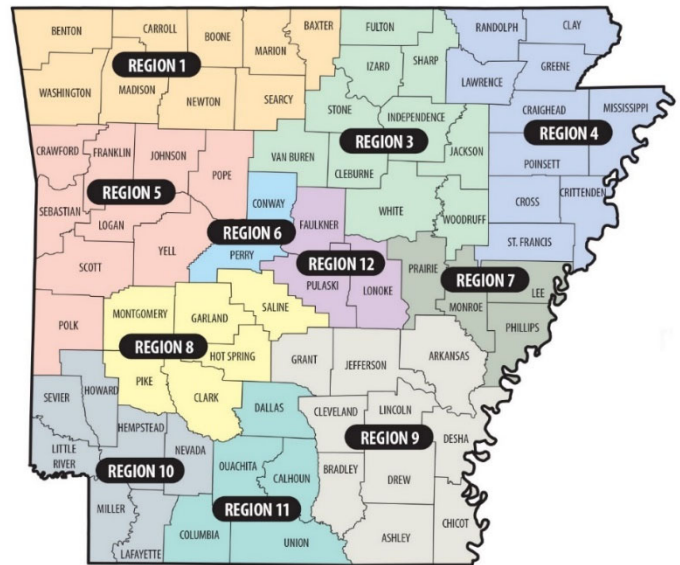 BENTON
CARROLL
BOONE
MARION
BAXTER
FULTON
RANDOLPH
CLAY
REGION 1
IZARD
SHARP
GREENE
WASHINGTON
MADISON
NEWTON
SEARCY
LAWRENCE
STONE
INDEPENDENCE
CRAIGHEAD
MISSISSIPPI
REGION 3
REGION 4
CRAWFORD
FRANKLIN
JOHNSON
POPE
VAN BUREN
CLEBURNE
JACKSON
POINSETT
REGION 5
CONWAY
SEBASTIAN
LOGAN
FAULKNER
WHITE
WOODRUFF
CROSS
CRITTENDEN
REGION 6
SCOTT
YELL
PERRY
REGION 12
ST. FRANCIS
PRAIRIE
REGION 7
PULASKI
LONOKE
MONROE
LEE
POLK
MONTGOMERY
GARLAND
SALINE
PHILLIPS
REGION 8
HOT SPRING
GRANT
JEFFERSON
ARKANSAS
SEVIER
HOWARD
PIKE
CLARK
DALLAS
CLEVELAND
LINCOLN
HEMPSTEAD
REGION 9
DESHA
LITTLE
RIVER
NEVADA
OUACHITA
REGION 10
CALHOUN
BRADLEY
DREW
MILLER
REGION 11
CHICOT
LAFAYETTE
COLUMBIA
UNION
ASHLEY